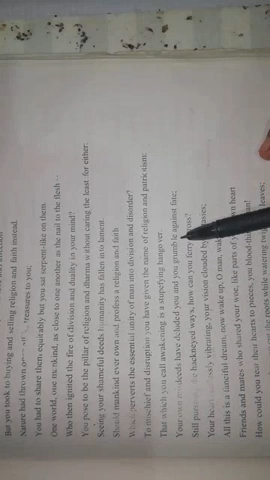 But you took to buying and selling religion and faith instead.
Nature had thrown open all treasures to you;
You had to share them equitably but you sat serpent-like on them.
One world, one mankind, as close to one another as the nail to the flesh –
Who then ignited the fire of division and duality in your mind?
You pose to be the pillar of religion and dharma without caring the least for either:
Seeing your shameful deeds humanity has fallen into lament.
Should mankind ever own and profess a religion and faith
Which perverts the essential unity of man into division and disorder?
To mischief and disruption you have given the name of religion and patriotism:
That which you call awakening is a stupefying hangover.
Your own misdeeds have deluded you and you grumble against fate;
Still hackneyed ways, how can you ferry across?
Your heart vibrating, your vision clouded by
All this is a fanciful dream; now wake up, O man, wake
Friends and mates who shared your woe, like parts of own heart
How could you tear their hearts to pieces, you blood-
the roots while watering leaves;